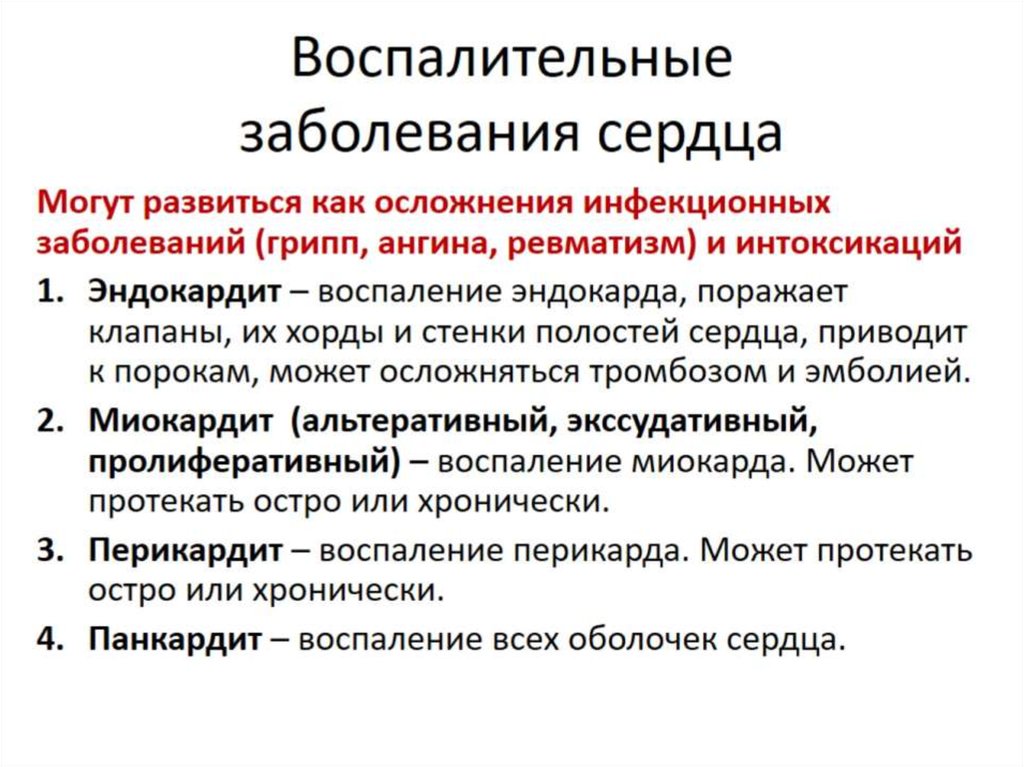 Воспалительные
заболевания сердца
Могут развиться как осложнения инфекционных
заболеваний (грипп, ангина, ревматизм) и интоксикаций
1. Эндокардит – воспаление эндокарда, поражает
клапаны, их хорды и стенки полостей сердца, приводит
к порокам, может осложняться тромбозом и эмболией.
2. Миокардит (альтеративный, экссудативный,
пролиферативный) – воспаление миокарда. Может
протекать остро или хронически.
3. Перикардит – воспаление перикарда. Может протекать
остро или хронически.
4. Панкардит – воспаление всех оболочек сердца.